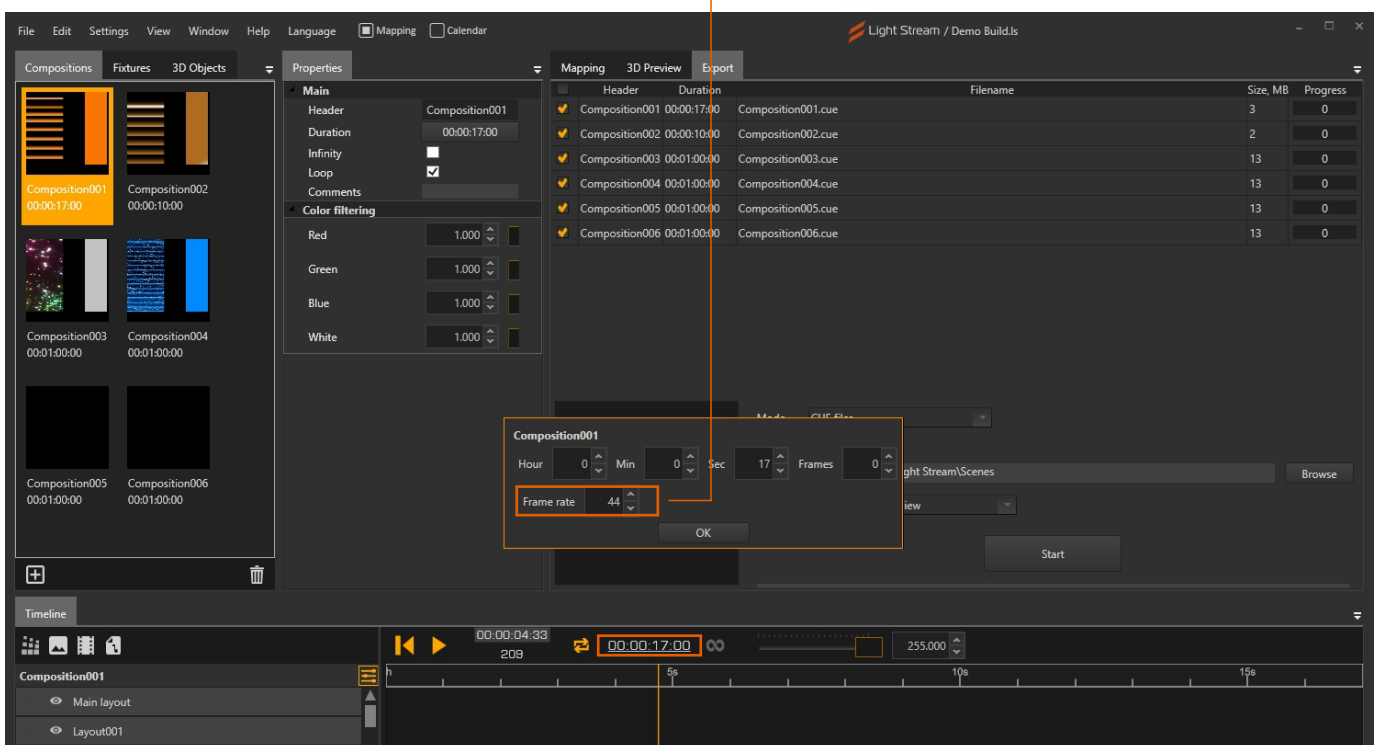 File Edit Settings View Window Help Language Mapping Calendar
Light Stream / Demo Build.ls
Compositions Fixtures 3D Objects
Composition001
00:00:17:00
Composition002
00:00:10:00
Composition003
00:01:00:00
Composition004
00:01:00:00
Composition005
00:01:00:00
Composition006
00:01:00:00
Properties
Main
Header Composition001
Duration 00:00:17:00
Infinity
Loop
Comments
Color filtering
Red 1.000
Green 1.000
Blue 1.000
White 1.000
Mapping 3D Preview Export
Header Duration Filename Size, MB Progress
Composition001 00:00:17:00 Composition001.cue 3 0
Composition002 00:00:10:00 Composition002.cue 2 0
Composition003 00:01:00:00 Composition003.cue 13 0
Composition004 00:01:00:00 Composition004.cue 13 0
Composition005 00:01:00:00 Composition005.cue 13 0
Composition006 00:01:00:00 Composition006.cue 13 0
Mode CUE files
Composition001
Hour 0 Min 0 Sec 17 Frames 0
Frame rate 44
OK
ght Stream\Scenes Browse
iew
Start
Timeline
00:00:04:33
209
00:00:17:00
255.000
Composition001
h 5s 10s 15s
Main layout
Layout001